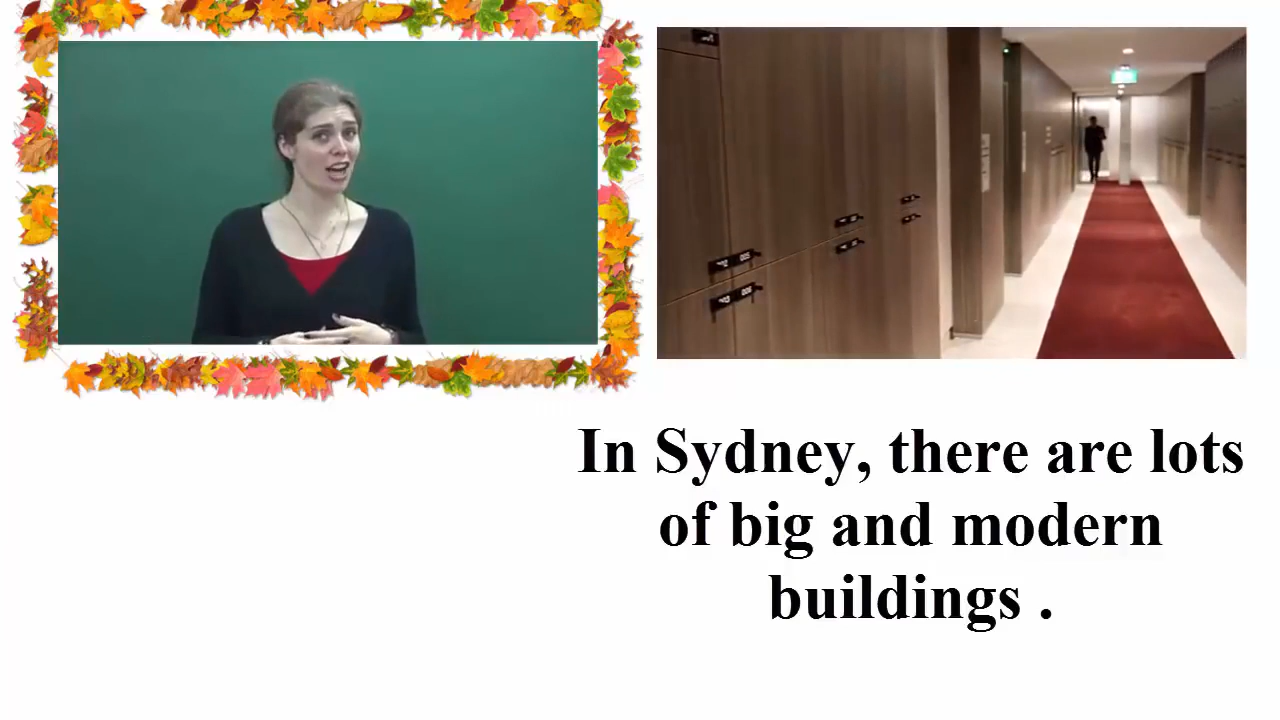 In Sydney, there are lots
of big and modern
buildings .